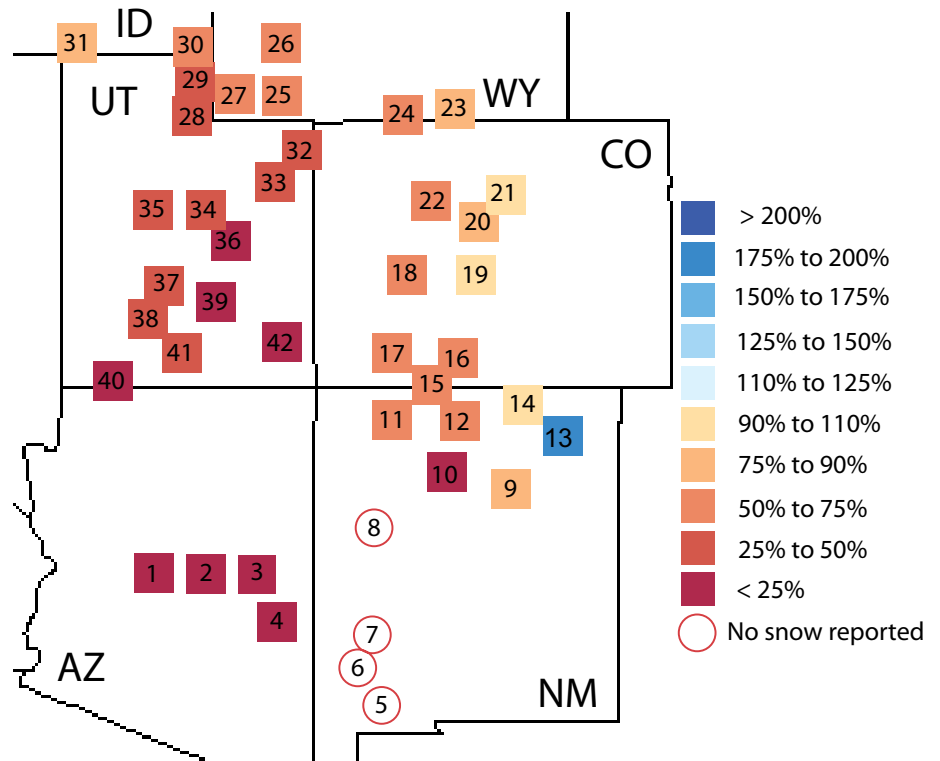 ID
31
30
26
29
UT
27
25
WY
28
24
23
32
CO
33
21
35
34
22
20
36
> 200%
37
18
19
175% to 200%
39
150% to 175%
38
42
125% to 150%
41
17
16
40
15
110% to 125%
14
11
12
90% to 110%
13
10
75% to 90%
9
8
50% to 75%
25% to 50%
1
2
3
< 25%
4
7
No snow reported
AZ
6
NM
5